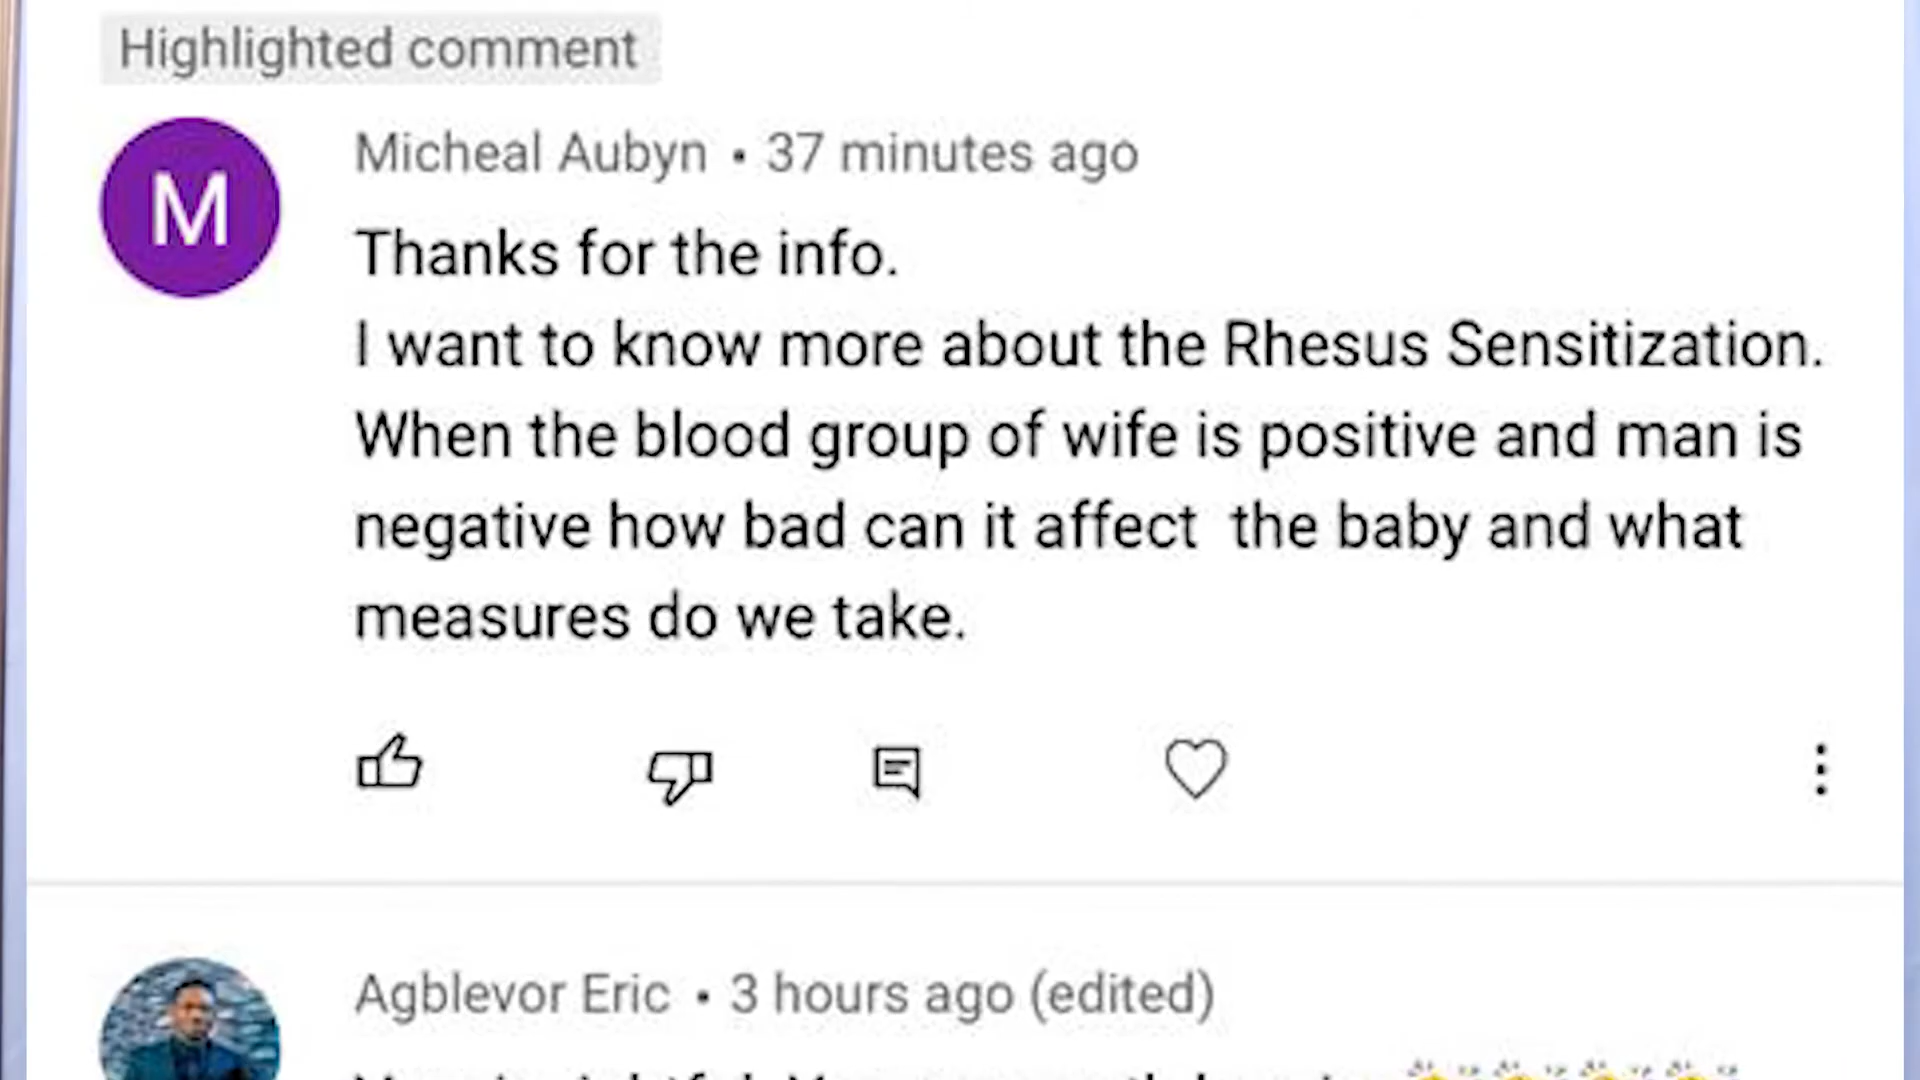 Highlighted comment
M
Micheal Aubyn • 37 minutes ago
Thanks for the info.
I want to know more about the Rhesus Sensitization.
When the blood group of wife is positive and man is
negative how bad can it affect  the baby and what
measures do we take.
Agblevor Eric • 3 hours ago (edited)